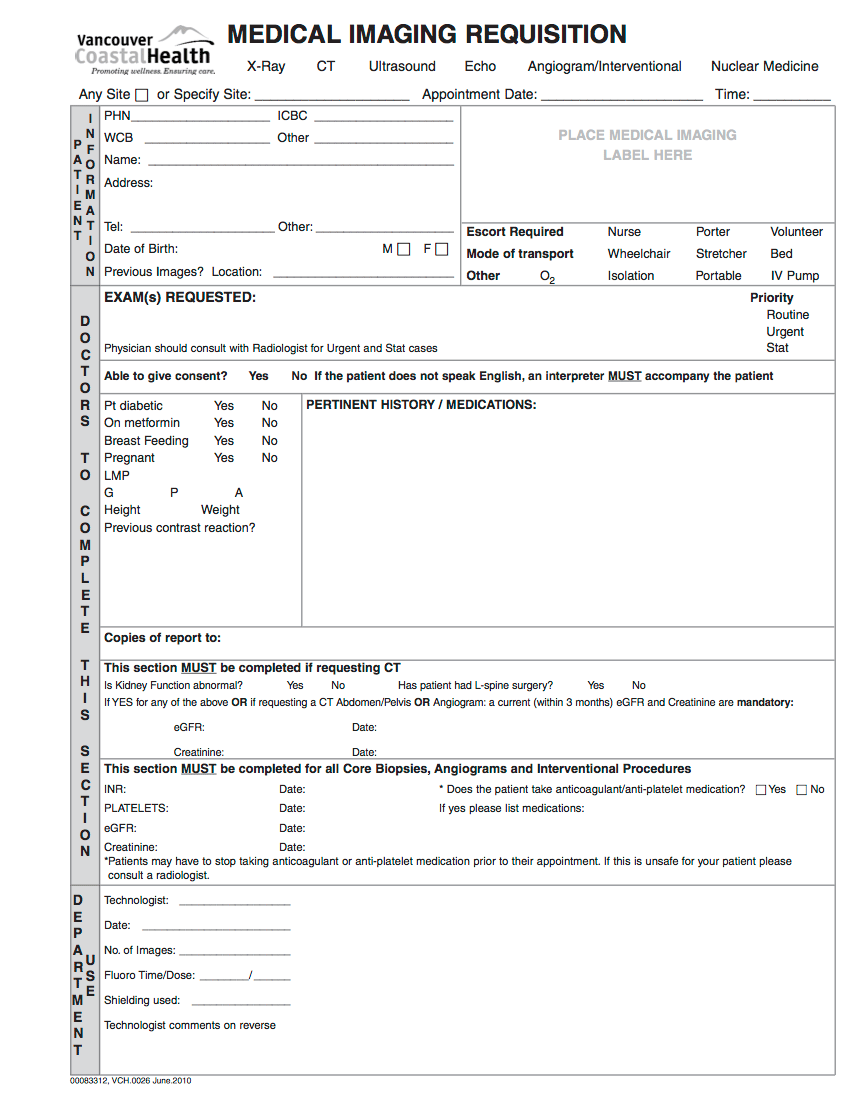 Vancouver
CoastalHealth
Promoting wellness. Ensuring care.
MEDICAL IMAGING REQUISITION
X-Ray CT Ultrasound Echo Angiogram/Interventional Nuclear Medicine
Any Site or Specify Site: ____________________ Appointment Date: ____________________ Time: __________
PATIENT INFORMATION
PHN____________________ ICBC ____________________
WCB ____________________ Other ____________________
Name: ____________________
Address:
Tel: ____________________ Other: ____________________
Date of Birth: M F
Previous Images? Location: ____________________
PLACE MEDICAL IMAGING
LABEL HERE
Escort Required Nurse Porter Volunteer
Mode of transport Wheelchair Stretcher Bed
Other O2 Isolation Portable IV Pump
DOCTORS TO COMPLETE THIS SECTION
EXAM(s) REQUESTED:
Priority
Routine
Urgent
Stat
Physician should consult with Radiologist for Urgent and Stat cases
Able to give consent? Yes No If the patient does not speak English, an interpreter MUST accompany the patient
Pt diabetic Yes No
On metformin Yes No
Breast Feeding Yes No
Pregnant Yes No
LMP
G P A
Height Weight
Previous contrast reaction?
PERTINENT HISTORY / MEDICATIONS:
Copies of report to:
This section MUST be completed if requesting CT
Is Kidney Function abnormal? Yes No Has patient had L-spine surgery? Yes No
If YES for any of the above OR if requesting a CT Abdomen/Pelvis OR Angiogram: a current (within 3 months) eGFR and Creatinine are mandatory:
eGFR: Date:
Creatinine: Date:
This section MUST be completed for all Core Biopsies, Angiograms and Interventional Procedures
INR: Date: * Does the patient take anticoagulant/anti-platelet medication? Yes No
PLATELETS: Date: If yes please list medications:
eGFR: Date:
Creatinine: Date:
*Patients may have to stop taking anticoagulant or anti-platelet medication prior to their appointment. If this is unsafe for your patient please
consult a radiologist.
DEPARTMENT USE
Technologist: ____________________
Date: ____________________
No. of Images: ____________________
Fluoro Time/Dose: ________/______
Shielding used: ____________________
Technologist comments on reverse
00083312, VCH.0026 June.2010